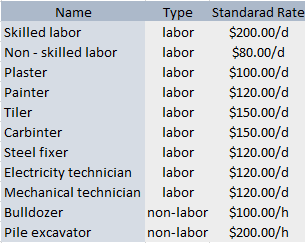 Name Type Standarad Rate
Skilled labor labor $200.00/d
Non - skilled labor labor $80.00/d
Plaster labor $100.00/d
Painter labor $120.00/d
Tiler labor $150.00/d
Carbinter labor $150.00/d
Steel fixer labor $120.00/d
Electricity technician labor $120.00/d
Mechanical technician labor $120.00/d
Bulldozer non-labor $100.00/h
Pile excavator non-labor $200.00/h